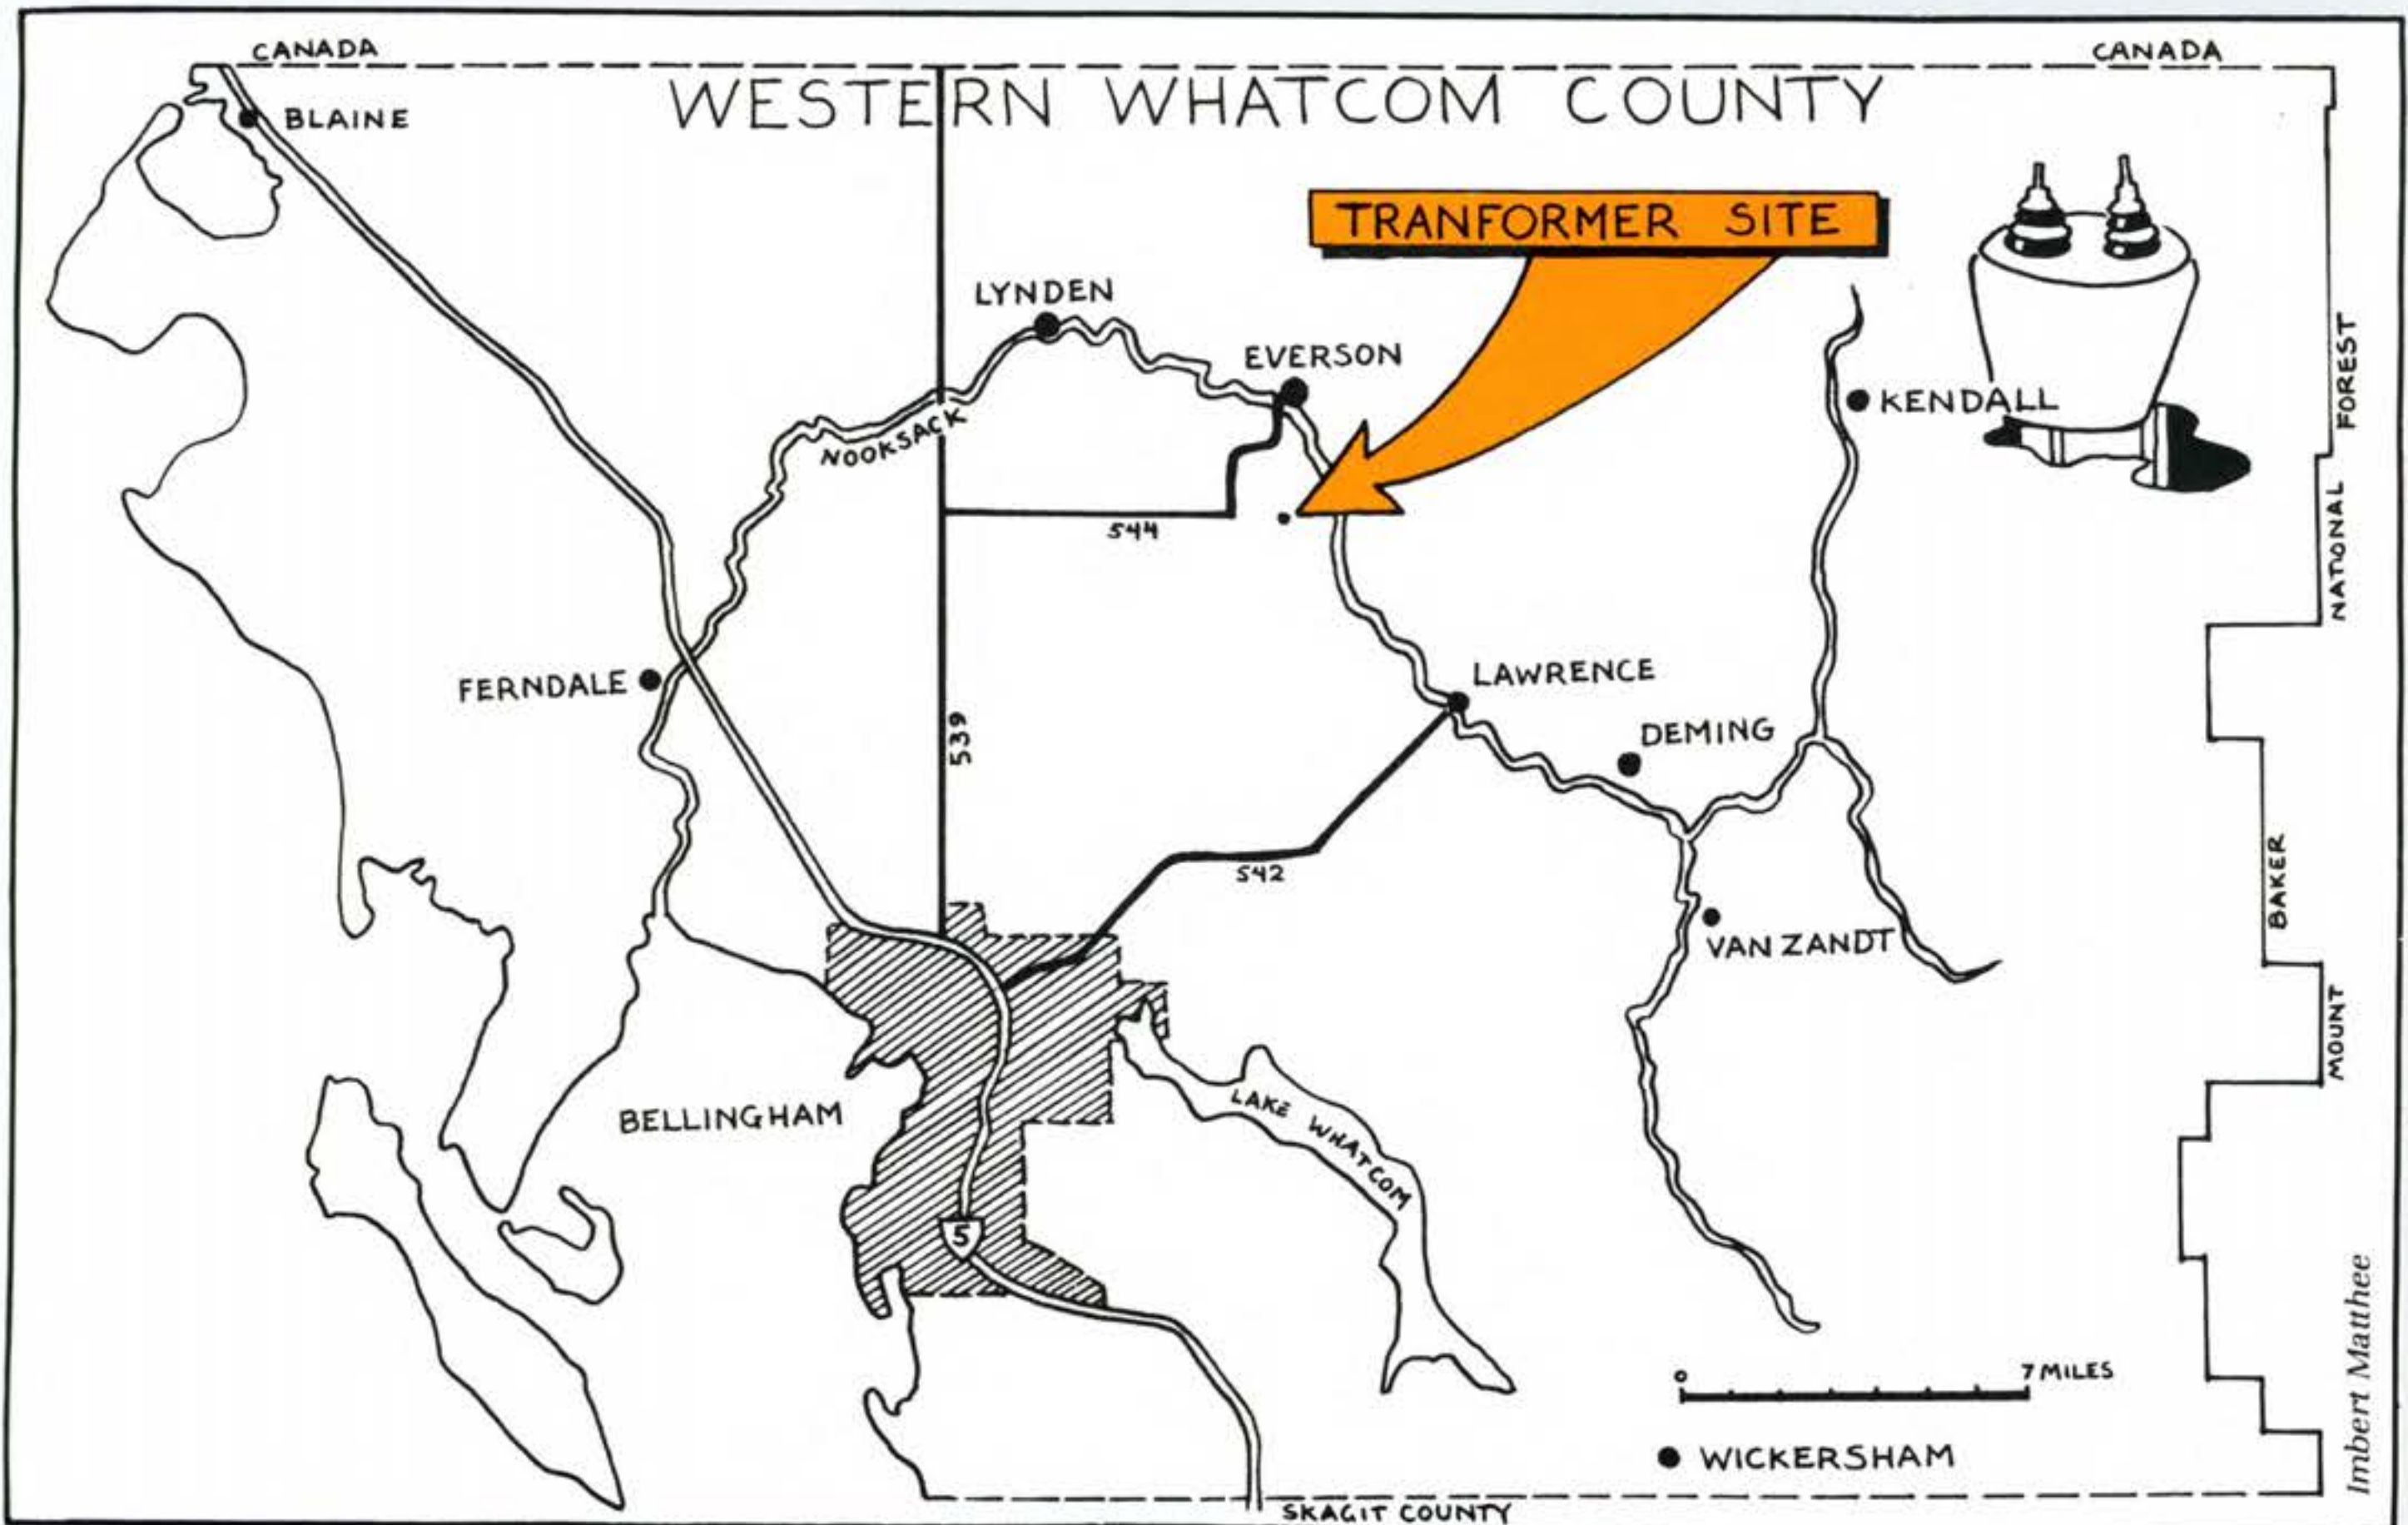 CANADA
CANADA
WESTERN WHATCOM COUNTY
BLAINE
TRANFORMER SITE
LYNDEN
EVERSON
KENDALL
NOOKSACK
544
FERNDALE
LAWRENCE
539
DEMING
542
VAN ZANDT
BELLINGHAM
LAKE WHATCOM
5
0
7 MILES
WICKERSHAM
SKAGIT COUNTY
MOUNT BAKER NATIONAL FOREST
Imbert Matthee